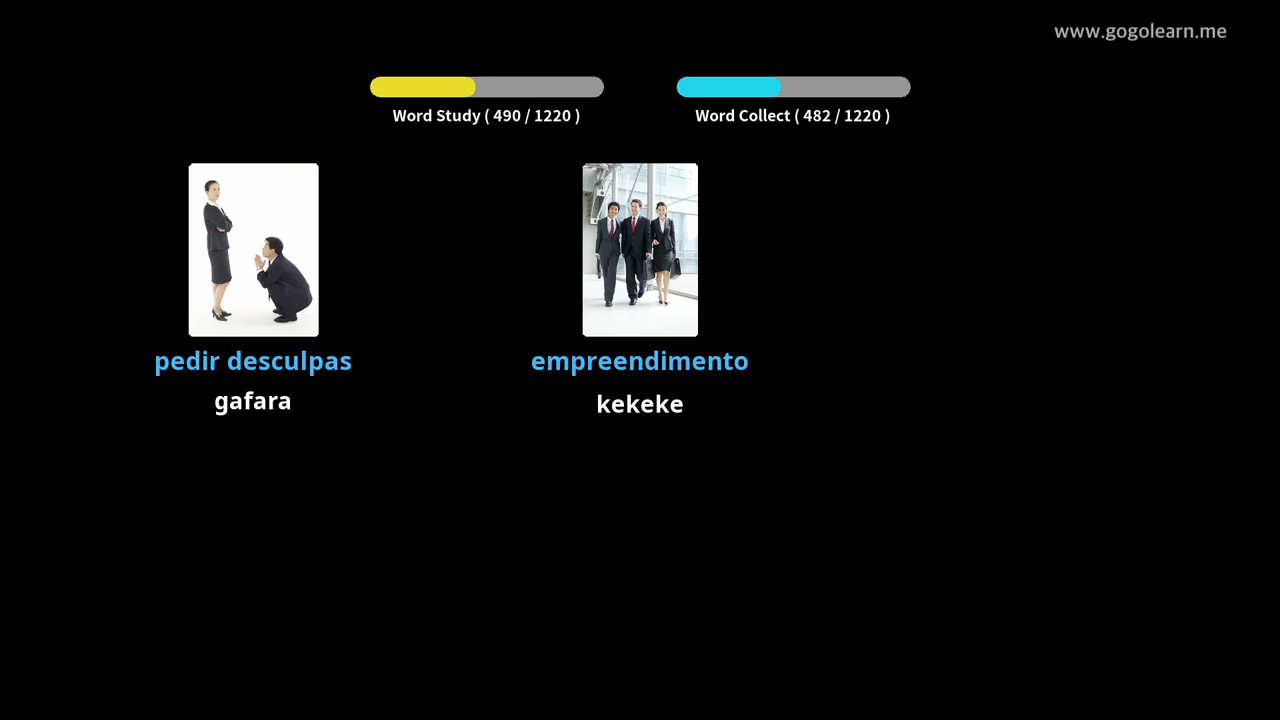 www.gogolearn.me
Word Study ( 490 / 1220 )
Word Collect ( 482 / 1220 )
pedir desculpas
gafara
empreendimento
kekeke